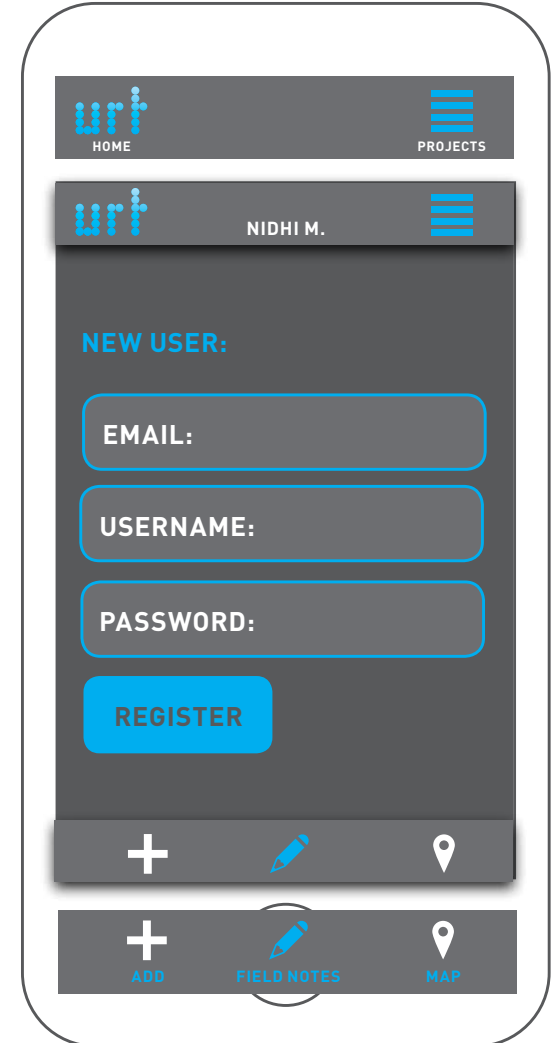 urt
HOME
PROJECTS
urt
NIDHI M.
NEW USER:
EMAIL:
USERNAME:
PASSWORD:
REGISTER
ADD
FIELD NOTES
MAP